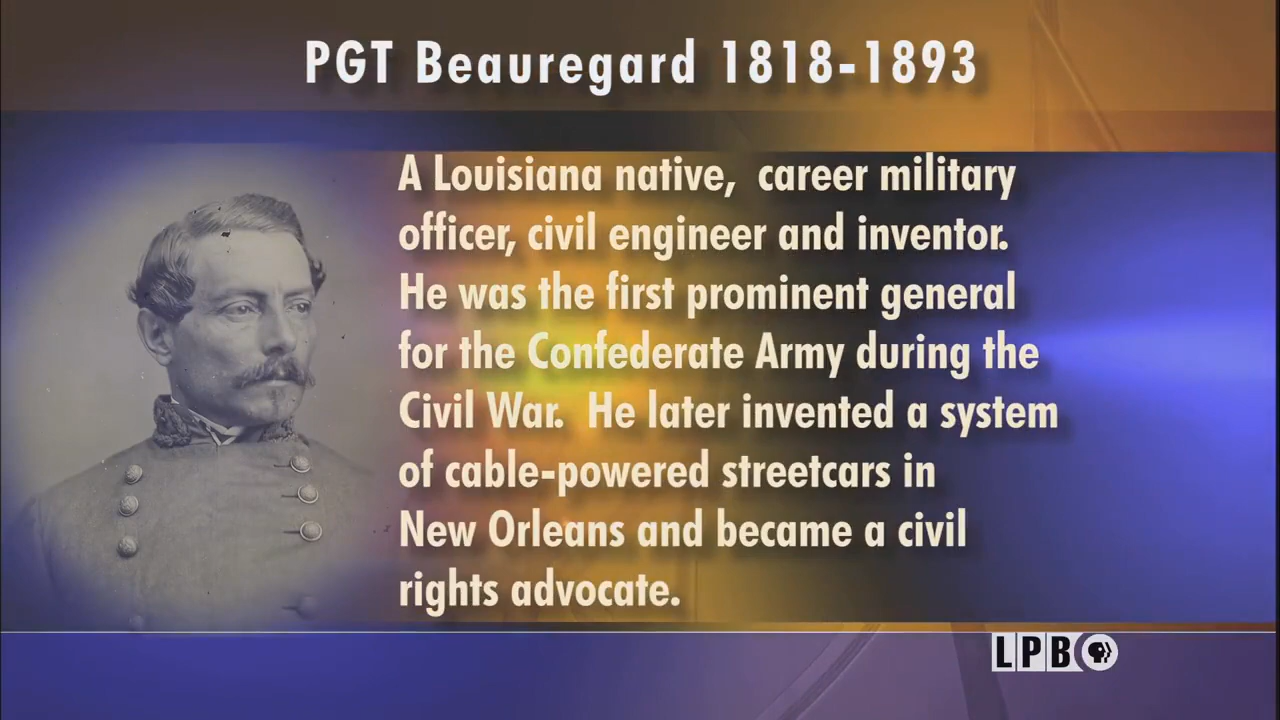 PGT Beauregard 1818-1893
A Louisiana native,  career military
officer, civil engineer and inventor.
He was the first prominent general
for the Confederate Army during the
Civil War.  He later invented a system
of cable-powered streetcars in
New Orleans and became a civil
rights advocate.
LPB